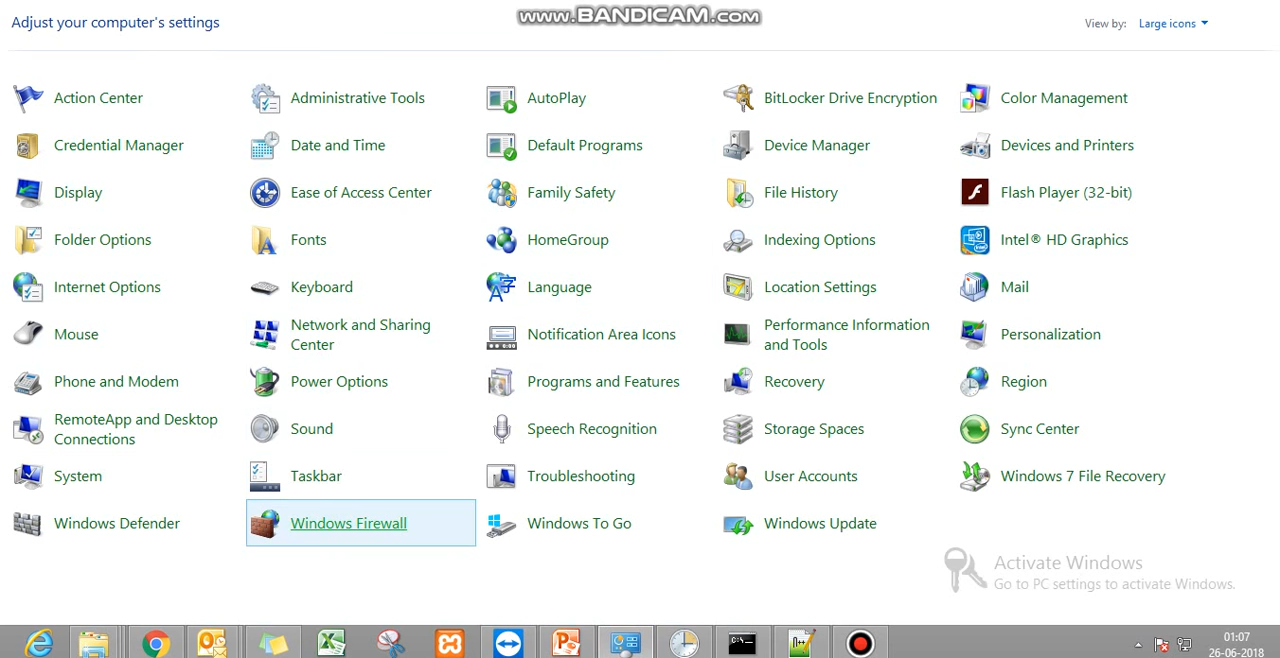 www.BANDICAM.com
Adjust your computer's settings
View by: Large icons
Action Center
Administrative Tools
AutoPlay
BitLocker Drive Encryption
Color Management
Credential Manager
Date and Time
Default Programs
Device Manager
Devices and Printers
Display
Ease of Access Center
Family Safety
File History
Flash Player (32-bit)
Folder Options
Fonts
HomeGroup
Indexing Options
Intel® HD Graphics
Internet Options
Keyboard
Language
Location Settings
Mail
Mouse
Network and Sharing
Center
Notification Area Icons
Performance Information
and Tools
Personalization
Phone and Modem
Power Options
Programs and Features
Recovery
Region
RemoteApp and Desktop
Connections
Sound
Speech Recognition
Storage Spaces
Sync Center
System
Taskbar
Troubleshooting
User Accounts
Windows 7 File Recovery
Windows Defender
Windows Firewall
Windows To Go
Windows Update
Activate Windows
Go to PC settings to activate Windows.
01:07
26-06-2018